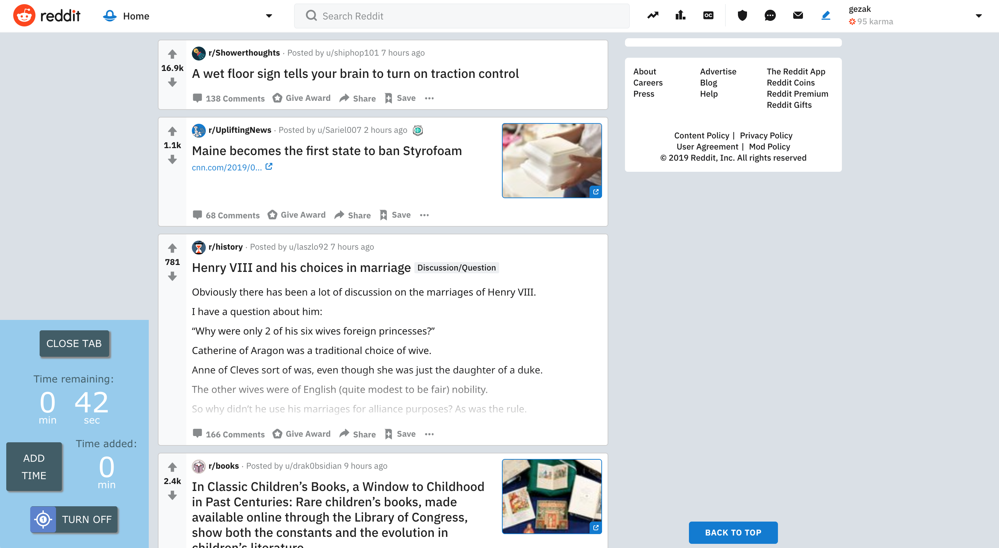 reddit
Home
Search Reddit
OC
gezak
95 karma
r/Showerthoughts · Posted by u/shiphop101 7 hours ago
16.9k
A wet floor sign tells your brain to turn on traction control
138 Comments Give Award Share Save
r/UpliftingNews · Posted by u/Sariel007 2 hours ago
1.1k
Maine becomes the first state to ban Styrofoam
cnn.com/2019/0...
68 Comments Give Award Share Save
r/history · Posted by u/laszlo92 7 hours ago
781
Henry VIII and his choices in marriage Discussion/Question
Obviously there has been a lot of discussion on the marriages of Henry VIII.
I have a question about him:
“Why were only 2 of his six wives foreign princesses?”
Catherine of Aragon was a traditional choice of wive.
Anne of Cleves sort of was, even though she was just the daughter of a duke.
The other wives were of English (quite modest to be fair) nobility.
So why didn’t he use his marriages for alliance purposes? As was the rule.
166 Comments Give Award Share Save
r/books · Posted by u/drak0bsidian 9 hours ago
2.4k
In Classic Children’s Books, a Window to Childhood
in Past Centuries: Rare children’s books, made
available online through the Library of Congress,
show both the constants and the evolution in
children’s literature
About
Careers
Press
Advertise
Blog
Help
The Reddit App
Reddit Coins
Reddit Premium
Reddit Gifts
Content Policy | Privacy Policy
User Agreement | Mod Policy
© 2019 Reddit, Inc. All rights reserved
BACK TO TOP
CLOSE TAB
Time remaining:
0 42
min sec
ADD
TIME
Time added:
0
min
1
TURN OFF